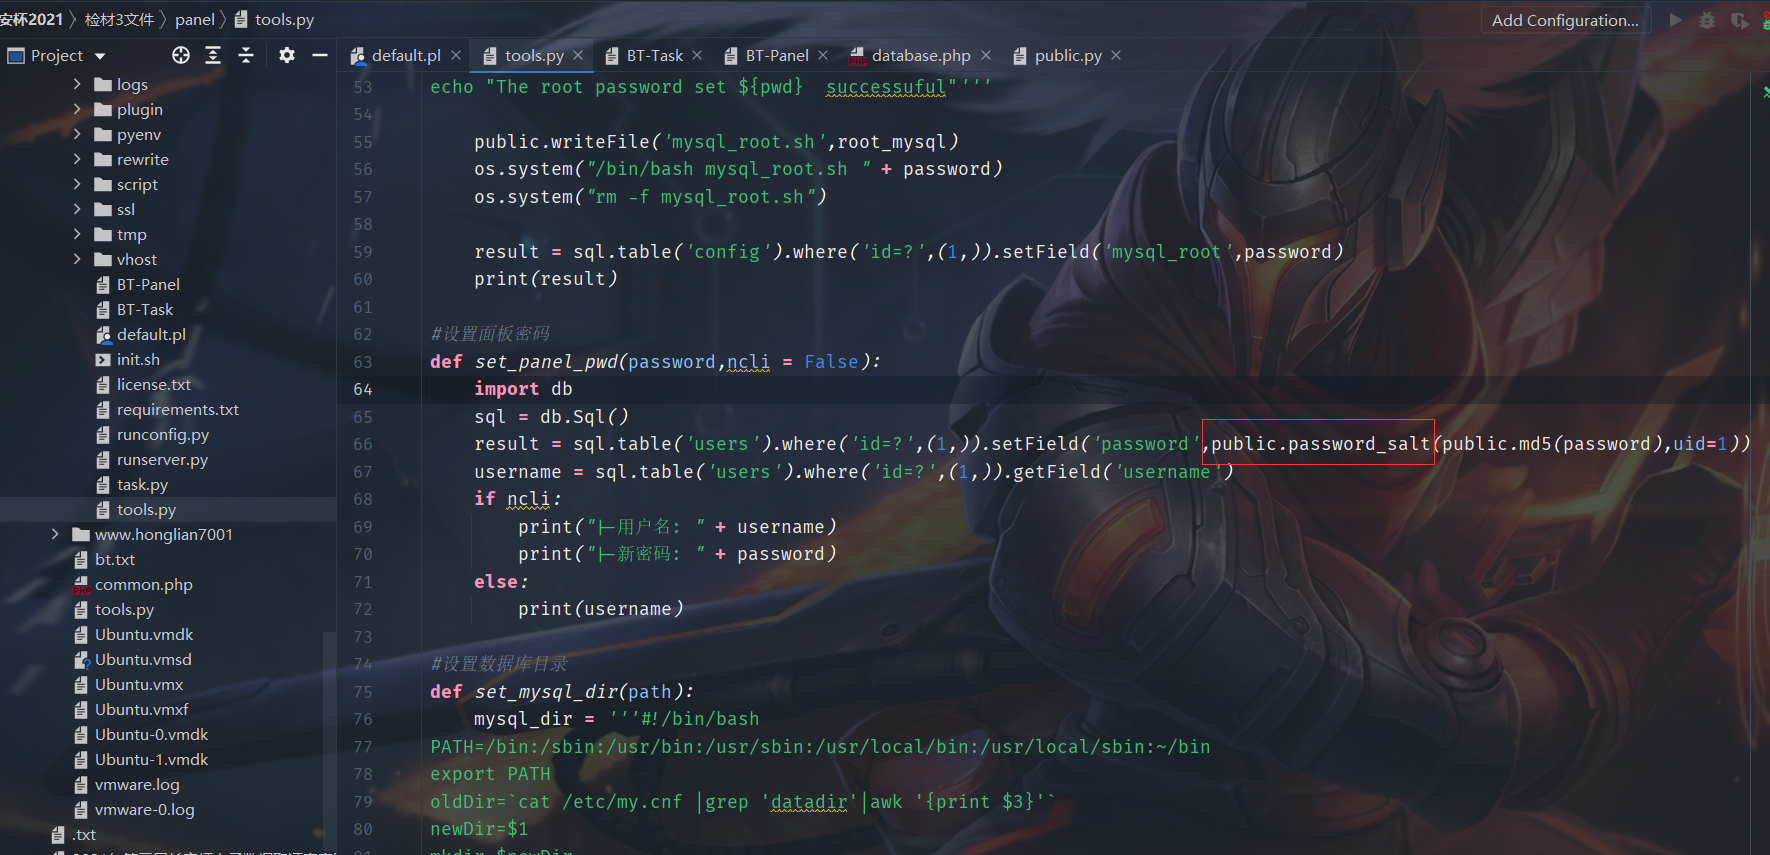 安杯2021 〉 检材3文件 〉 panel 〉 tools.py
Add Configuration...
Project
default.pl × tools.py × BT-Task × BT-Panel × database.php × public.py ×
logs
plugin
pyenv
rewrite
script
ssl
tmp
vhost
BT-Panel
BT-Task
default.pl
init.sh
license.txt
requirements.txt
runconfig.py
runserver.py
task.py
tools.py
www.honglian7001
bt.txt
common.php
tools.py
Ubuntu.vmdk
Ubuntu.vmsd
Ubuntu.vmx
Ubuntu.vmxf
Ubuntu-0.vmdk
Ubuntu-1.vmdk
vmware.log
vmware-0.log
.txt
53 echo "The root password set ${pwd}  successuful"'''
54
55     public.writeFile('mysql_root.sh',root_mysql)
56     os.system("/bin/bash mysql_root.sh " + password)
57     os.system("rm -f mysql_root.sh")
58
59     result = sql.table('config').where('id=?',(1,)).setField('mysql_root',password)
60     print(result)
61
62 #设置面板密码
63 def set_panel_pwd(password,ncli = False):
64     import db
65     sql = db.Sql()
66     result = sql.table('users').where('id=?',(1,)).setField('password',public.password_salt(public.md5(password),uid=1))
67     username = sql.table('users').where('id=?',(1,)).getField('username')
68     if ncli:
69         print("|-用户名: " + username)
70         print("|-新密码: " + password)
71     else:
72         print(username)
73
74 #设置数据库目录
75 def set_mysql_dir(path):
76     mysql_dir = '''#!/bin/bash
77 PATH=/bin:/sbin:/usr/bin:/usr/sbin:/usr/local/bin:/usr/local/sbin:~/bin
78 export PATH
79 oldDir=`cat /etc/my.cnf |grep 'datadir'|awk '{print $3}'`
80 newDir=$1
mkdir $newDir